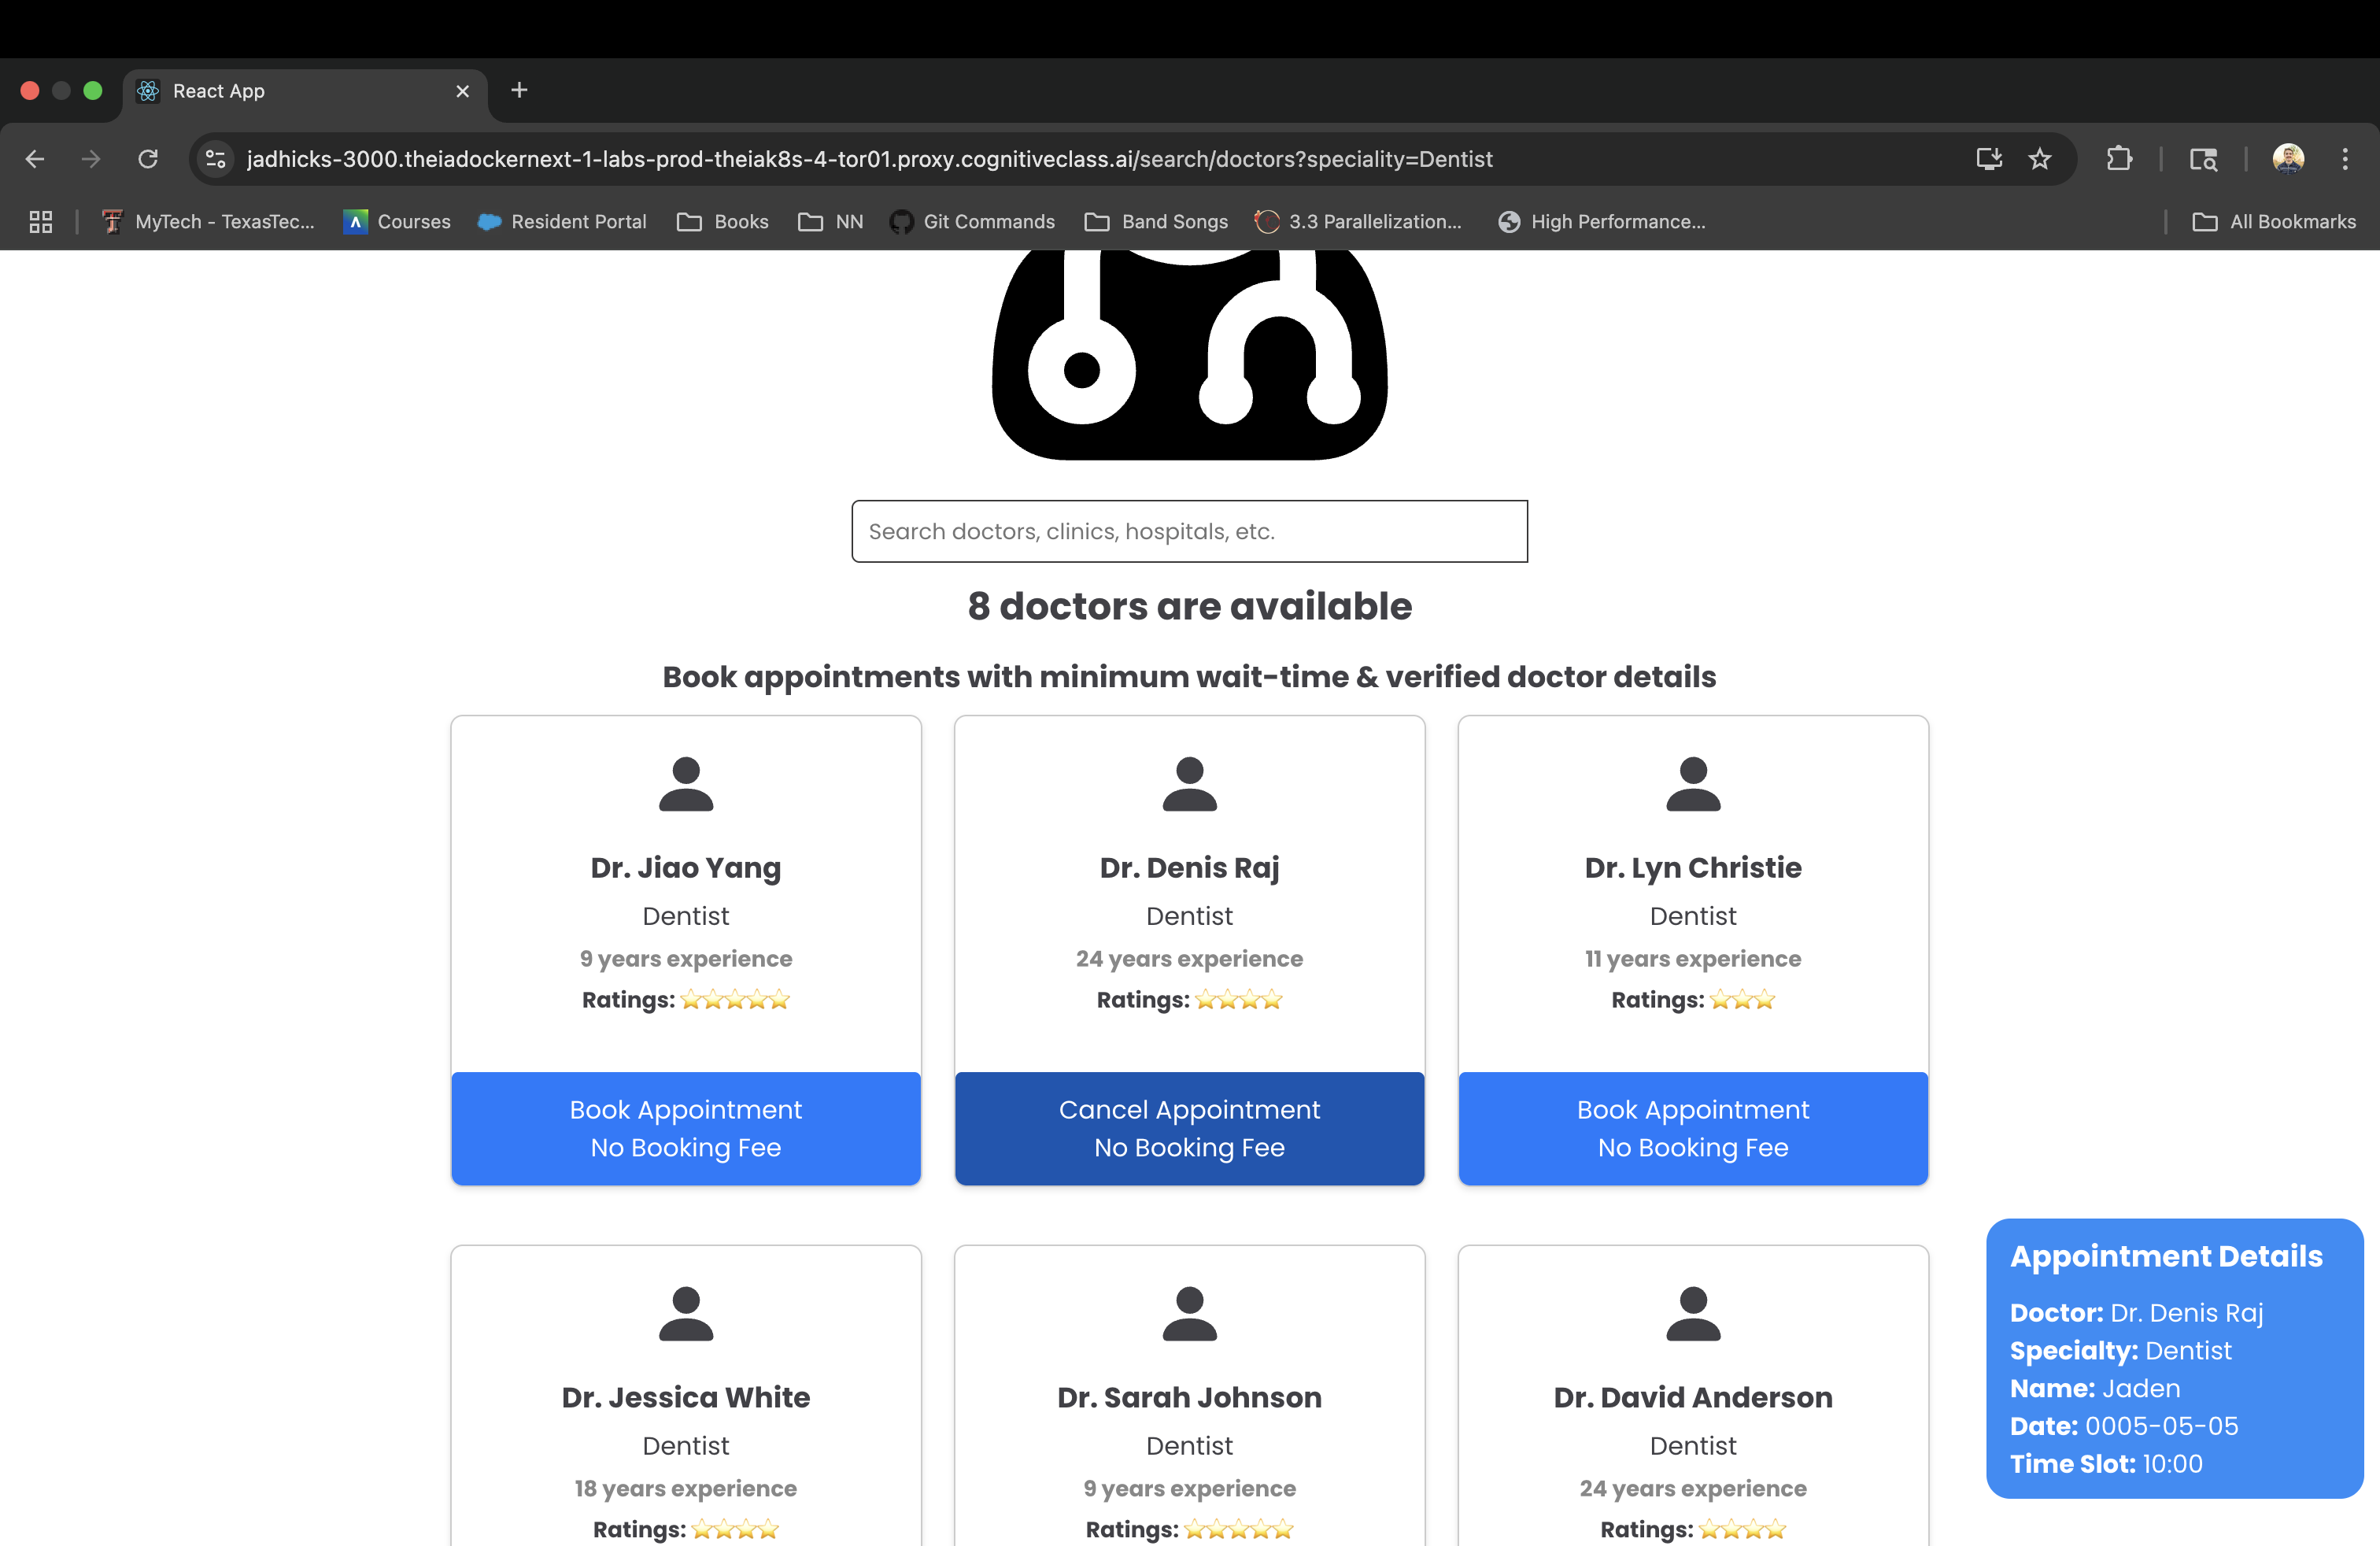 React App
jadhicks-3000.theiadockernext-1-labs-prod-theiak8s-4-tor01.proxy.cognitiveclass.ai/search/doctors?speciality=Dentist
MyTech - TexasTec... Courses Resident Portal Books NN Git Commands Band Songs 3.3 Parallelization... High Performance... All Bookmarks
Search doctors, clinics, hospitals, etc.
8 doctors are available
Book appointments with minimum wait-time & verified doctor details
Dr. Jiao Yang
Dentist
9 years experience
Ratings: ⭐⭐⭐⭐⭐
Book Appointment
No Booking Fee
Dr. Denis Raj
Dentist
24 years experience
Ratings: ⭐⭐⭐⭐
Cancel Appointment
No Booking Fee
Dr. Lyn Christie
Dentist
11 years experience
Ratings: ⭐⭐⭐
Book Appointment
No Booking Fee
Dr. Jessica White
Dentist
18 years experience
Ratings: ⭐⭐⭐⭐
Dr. Sarah Johnson
Dentist
9 years experience
Ratings: ⭐⭐⭐⭐⭐
Dr. David Anderson
Dentist
24 years experience
Ratings: ⭐⭐⭐⭐
Appointment Details
Doctor: Dr. Denis Raj
Specialty: Dentist
Name: Jaden
Date: 0005-05-05
Time Slot: 10:00